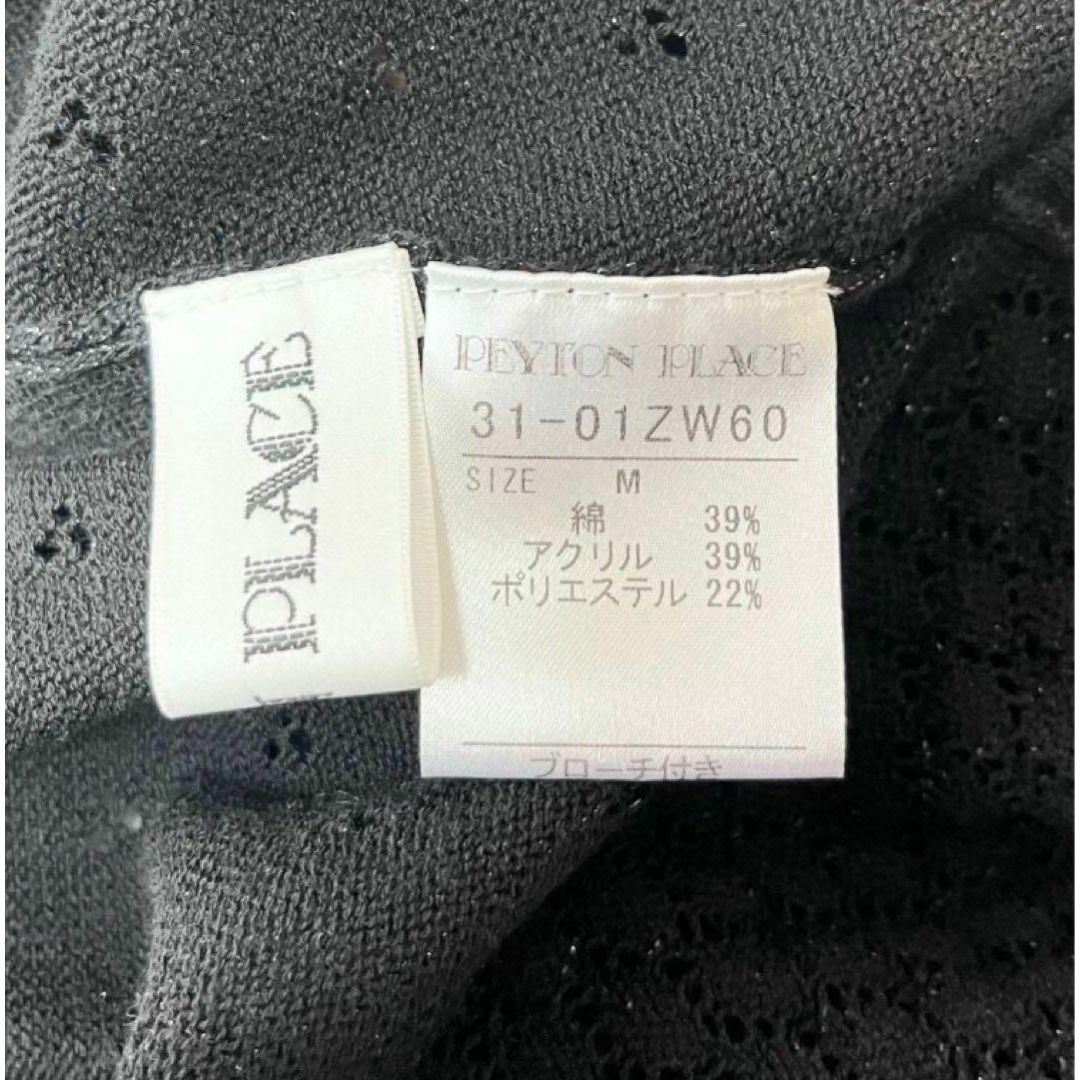 PLACE
PEYTON PLACE
31-01ZW60
SIZE M
綿 39%
アクリル 39%
ポリエステル 22%
ブローチ付き